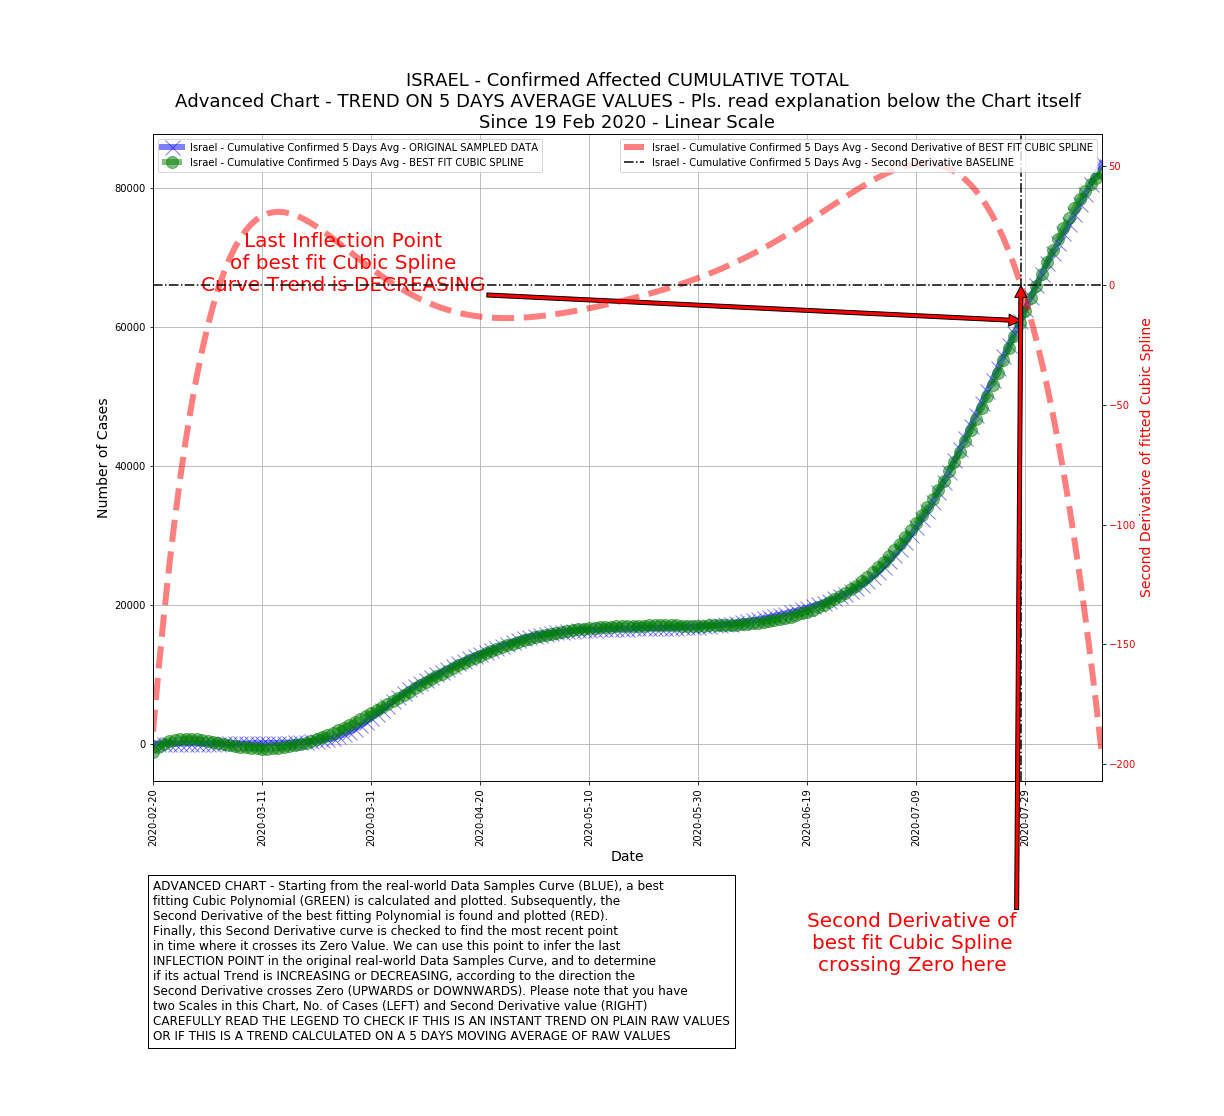 ISRAEL - Confirmed Affected CUMULATIVE TOTAL
Advanced Chart - TREND ON 5 DAYS AVERAGE VALUES - Pls. read explanation below the Chart itself
Since 19 Feb 2020 - Linear Scale
Israel - Cumulative Confirmed 5 Days Avg - ORIGINAL SAMPLED DATA
Israel - Cumulative Confirmed 5 Days Avg - BEST FIT CUBIC SPLINE
Israel - Cumulative Confirmed 5 Days Avg - Second Derivative of BEST FIT CUBIC SPLINE
Israel - Cumulative Confirmed 5 Days Avg - Second Derivative BASELINE
Last Inflection Point
of best fit Cubic Spline
Curve Trend is DECREASING
Number of Cases
80000
60000
40000
20000
0
50
0
−50
−100
−150
−200
Second Derivative of fitted Cubic Spline
2020-02-20
2020-03-11
2020-03-31
2020-04-20
2020-05-10
2020-05-30
2020-06-19
2020-07-09
2020-07-29
Date
ADVANCED CHART - Starting from the real-world Data Samples Curve (BLUE), a best
fitting Cubic Polynomial (GREEN) is calculated and plotted. Subsequently, the
Second Derivative of the best fitting Polynomial is found and plotted (RED).
Finally, this Second Derivative curve is checked to find the most recent point
in time where it crosses its Zero Value. We can use this point to infer the last
INFLECTION POINT in the original real-world Data Samples Curve, and to determine
if its actual Trend is INCREASING or DECREASING, according to the direction the
Second Derivative crosses Zero (UPWARDS or DOWNWARDS). Please note that you have
two Scales in this Chart, No. of Cases (LEFT) and Second Derivative value (RIGHT)
CAREFULLY READ THE LEGEND TO CHECK IF THIS IS AN INSTANT TREND ON PLAIN RAW VALUES
OR IF THIS IS A TREND CALCULATED ON A 5 DAYS MOVING AVERAGE OF RAW VALUES
Second Derivative of
best fit Cubic Spline
crossing Zero here